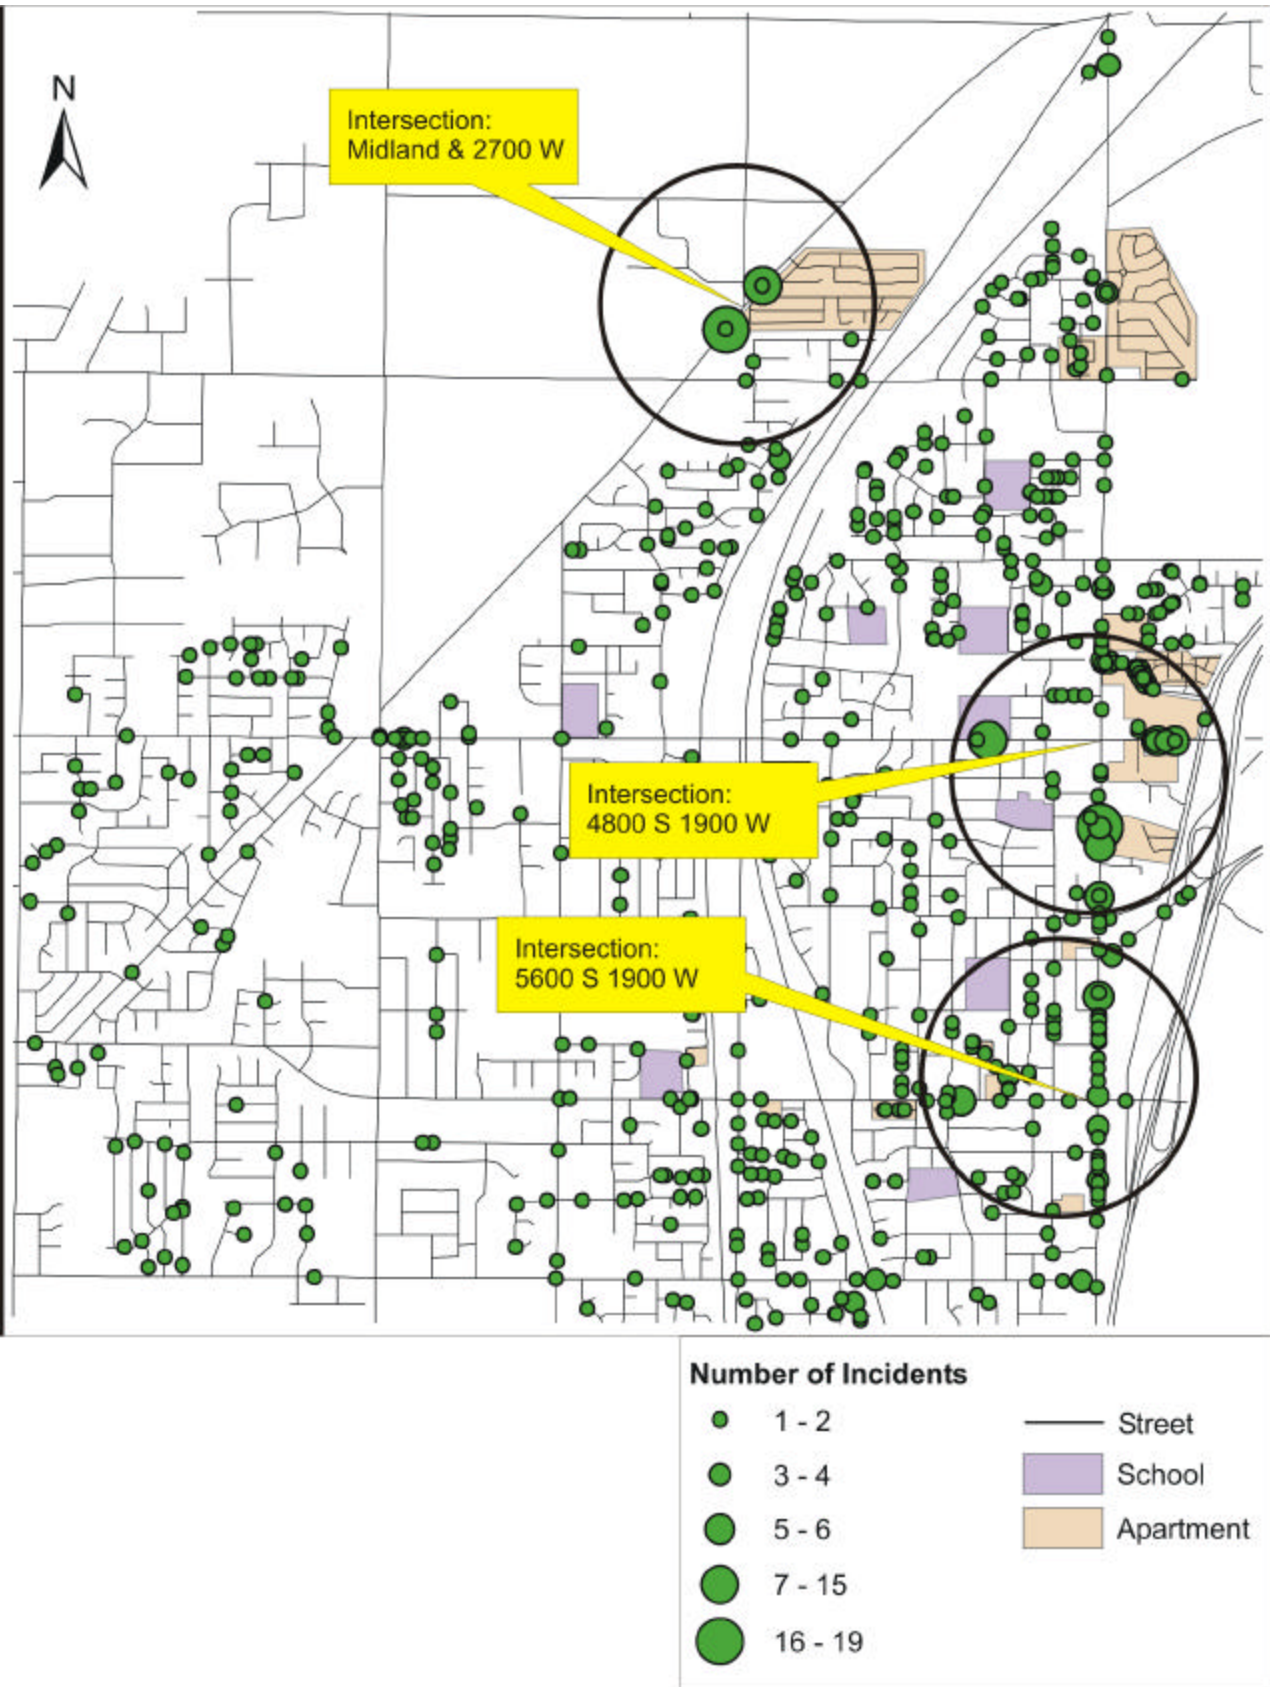 N
Intersection:
Midland & 2700 W
Intersection:
4800 S 1900 W
Intersection:
5600 S 1900 W
Number of Incidents
1 - 2
3 - 4
5 - 6
7 - 15
16 - 19
Street
School
Apartment